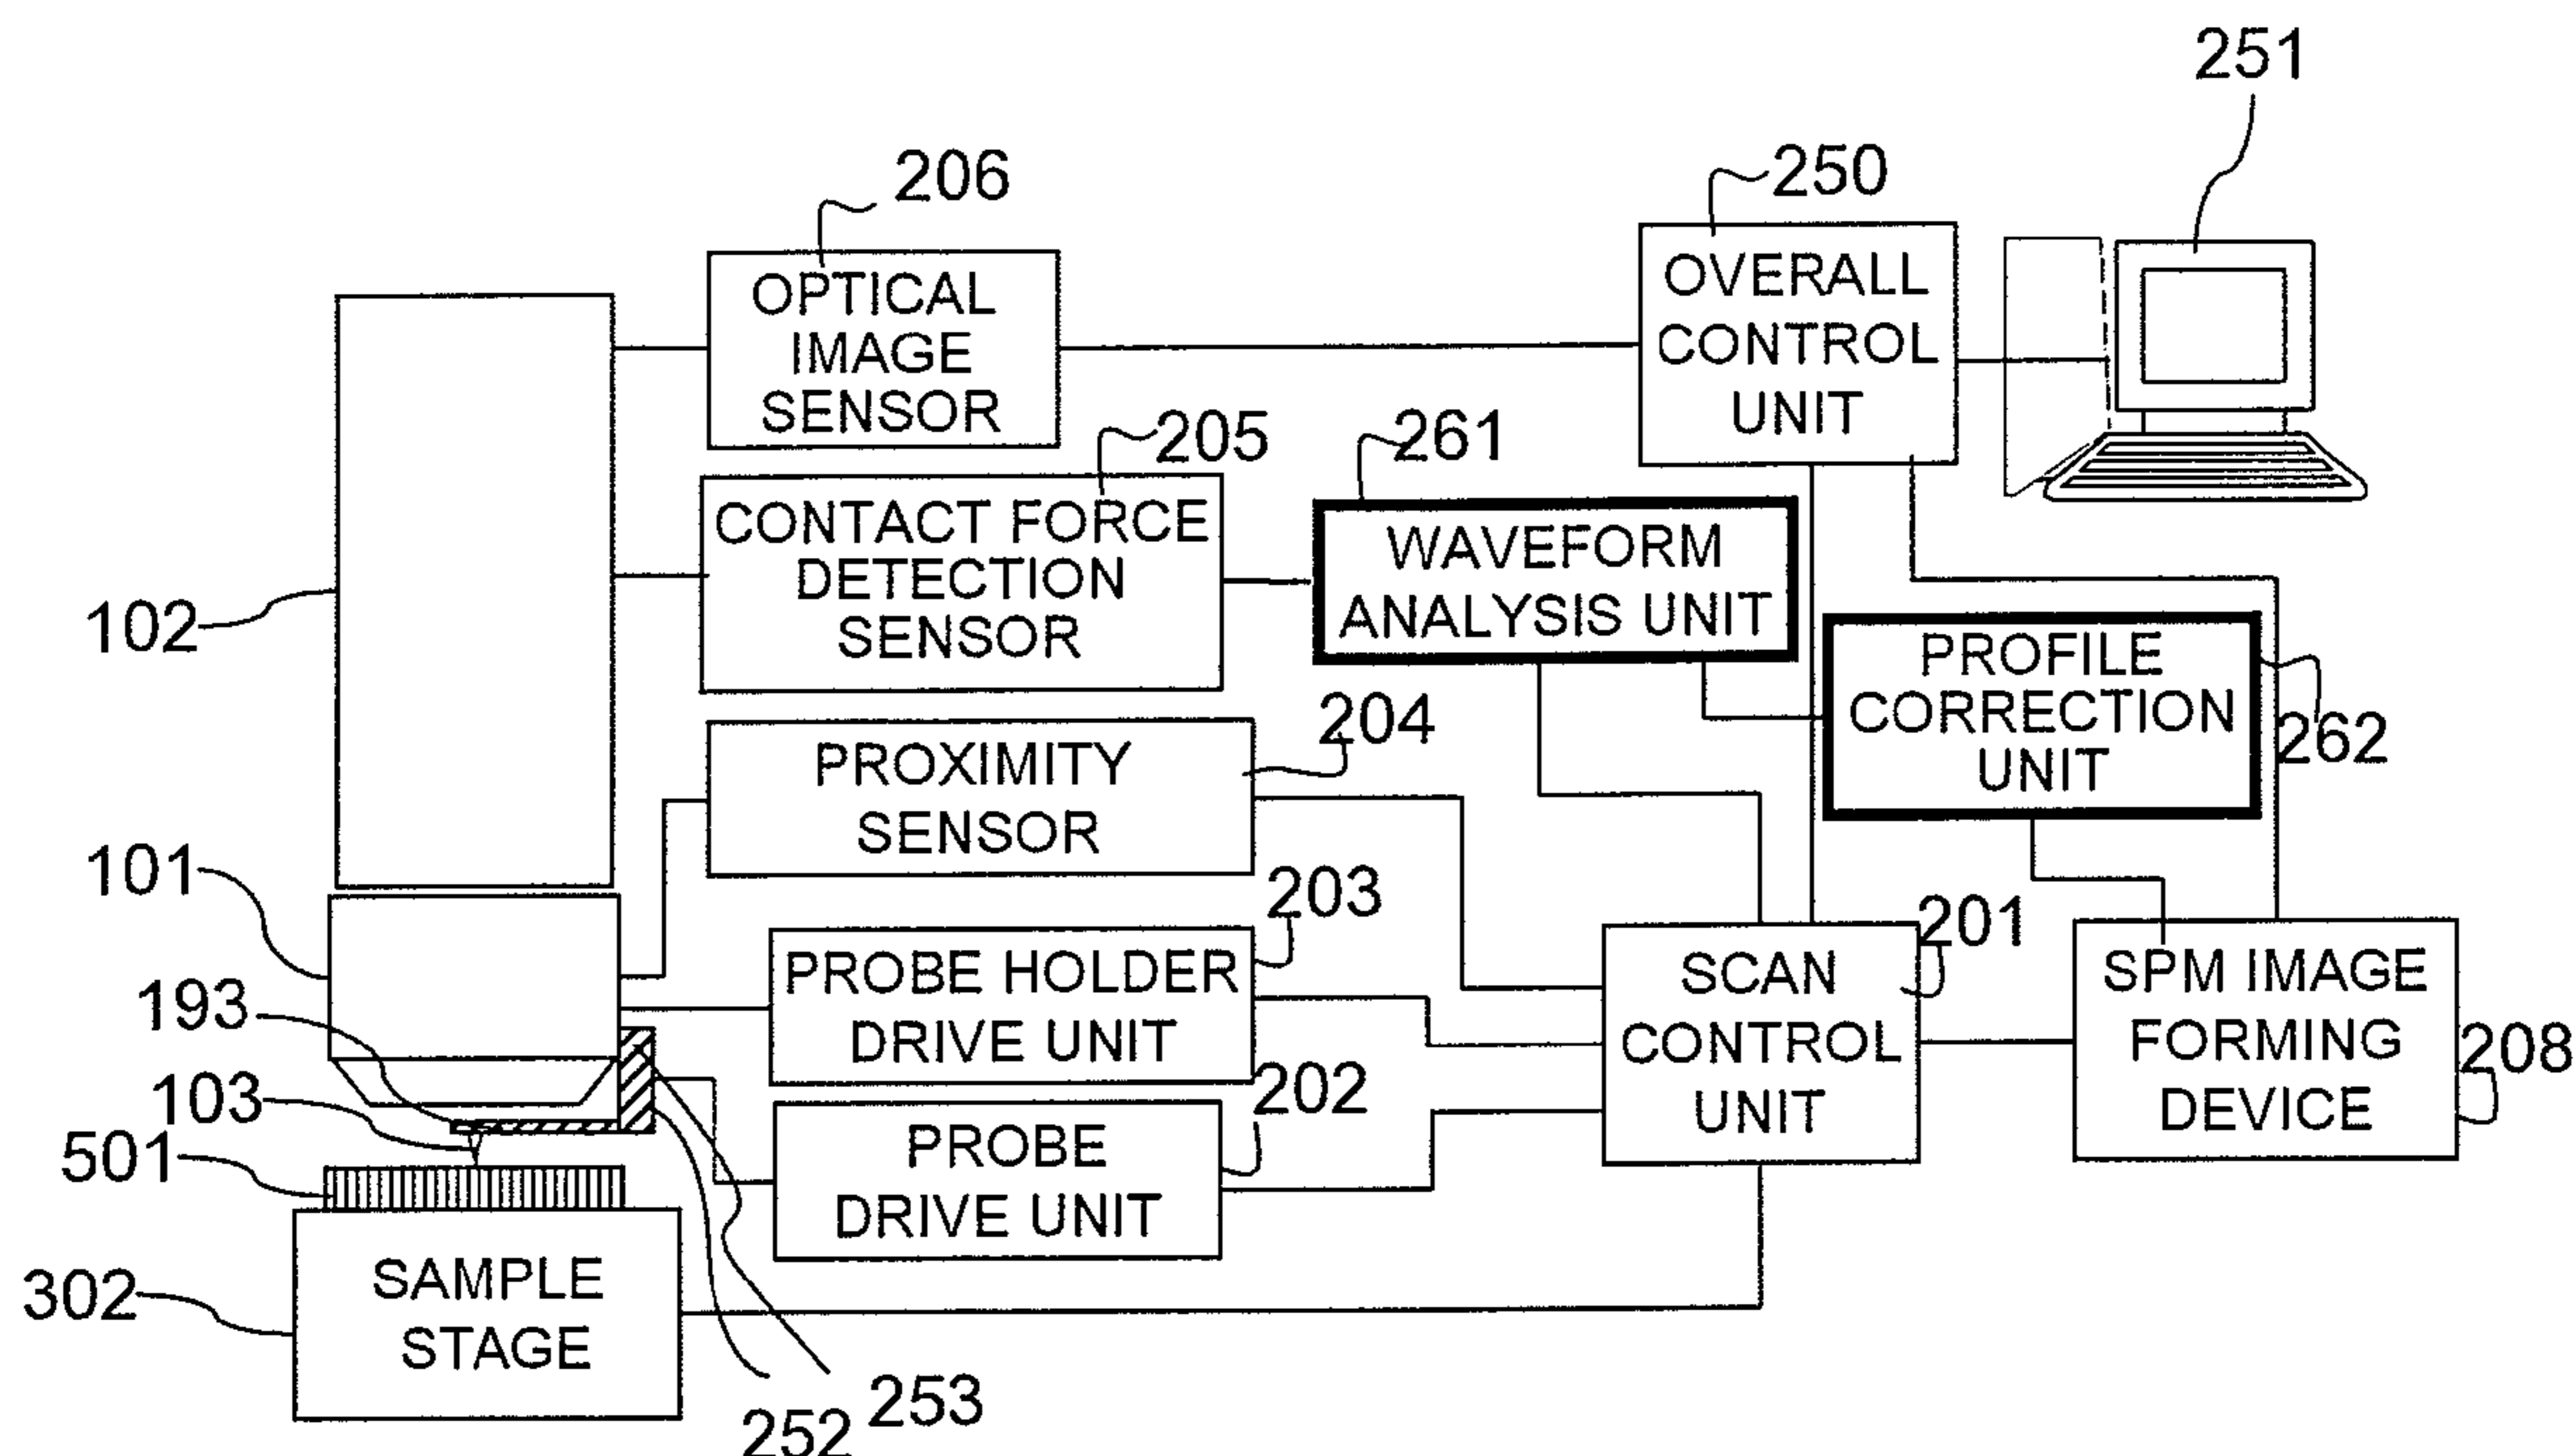 251
206
250
OPTICAL
IMAGE
SENSOR
OVERALL
CONTROL
UNIT
205
261
CONTACT FORCE
DETECTION
SENSOR
WAVEFORM
ANALYSIS UNIT
102
PROFILE
CORRECTION
UNIT
262
204
PROXIMITY
SENSOR
101
203
201
193
PROBE HOLDER
DRIVE UNIT
SCAN
CONTROL
UNIT
SPM IMAGE
FORMING
DEVICE
208
103
202
501
PROBE
DRIVE UNIT
302
SAMPLE
STAGE
253
252